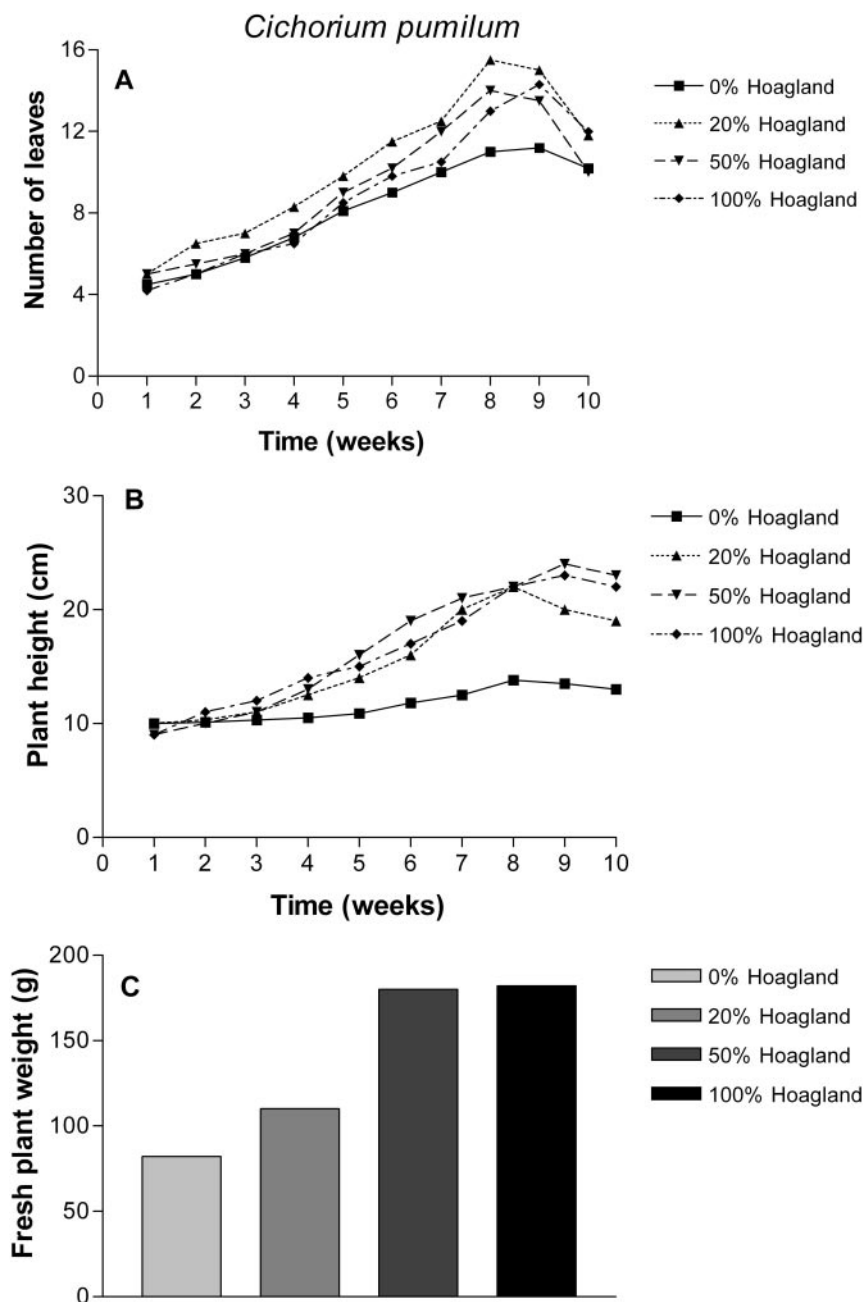 Cichorium pumilum
A
16
12
8
4
0
Number of leaves
0 1 2 3 4 5 6 7 8 9 10
Time (weeks)
0% Hoagland
20% Hoagland
50% Hoagland
100% Hoagland
B
30
20
10
0
Plant height (cm)
0 1 2 3 4 5 6 7 8 9 10
Time (weeks)
0% Hoagland
20% Hoagland
50% Hoagland
100% Hoagland
C
200
150
100
50
0
Fresh plant weight (g)
0% Hoagland
20% Hoagland
50% Hoagland
100% Hoagland